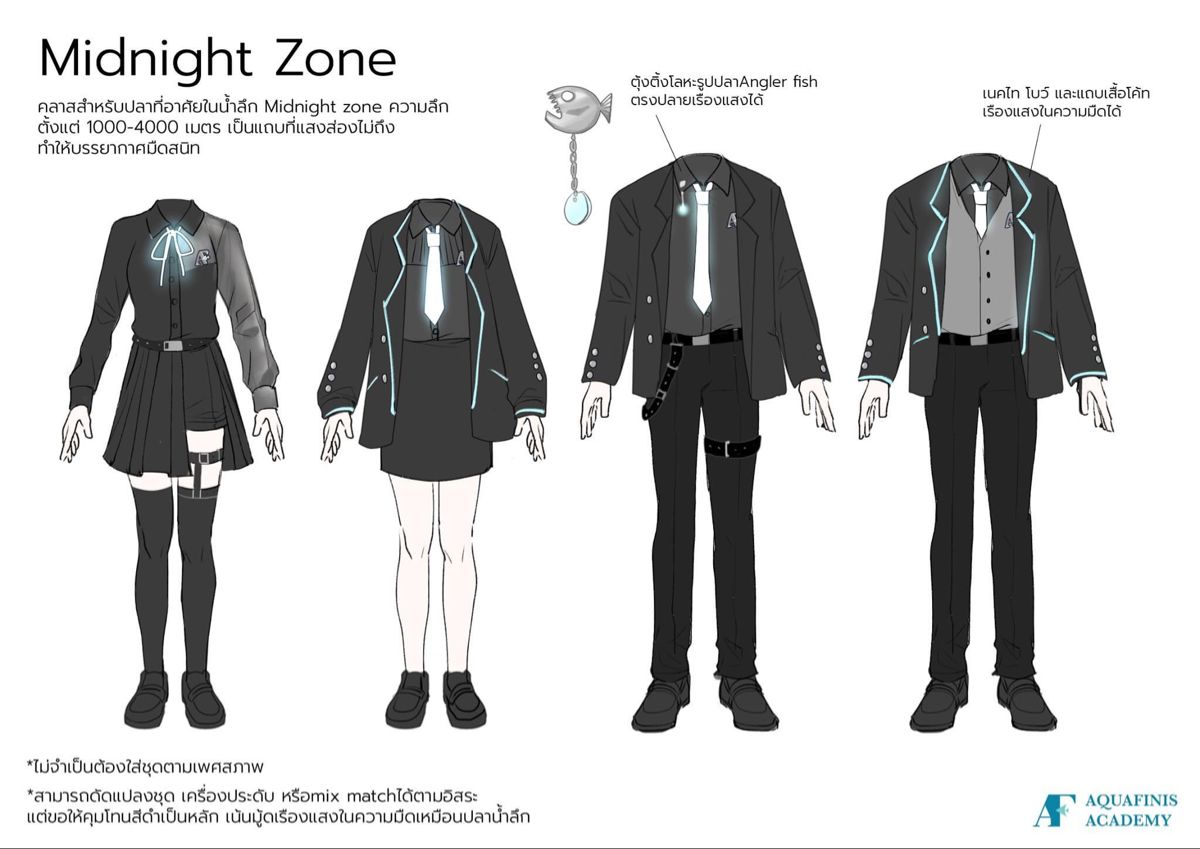 Midnight Zone
คลาสสำหรับปลาที่อาศัยในน้ำลึก Midnight zone ความลึก
ตั้งแต่ 1000-4000 เมตร เป็นแถบที่แสงส่องไม่ถึง
ทำให้บรรยากาศมืดสนิท
ตุ้งติ้งโลหะรูปปลาAngler fish
ตรงปลายเรืองแสงได้
เนคไท โบว์ และแถบเสื้อโค้ท
เรืองแสงในความมืดได้
*ไม่จำเป็นต้องใส่ชุดตามเพศสภาพ
*สามารถดัดแปลงชุด เครื่องประดับ หรือmix matchได้ตามอิสระ
แต่ขอให้คุมโทนสีดำเป็นหลัก เน้นมู้ดเรืองแสงในความมืดเหมือนปลาน้ำลึก
AF AQUAFINIS
ACADEMY